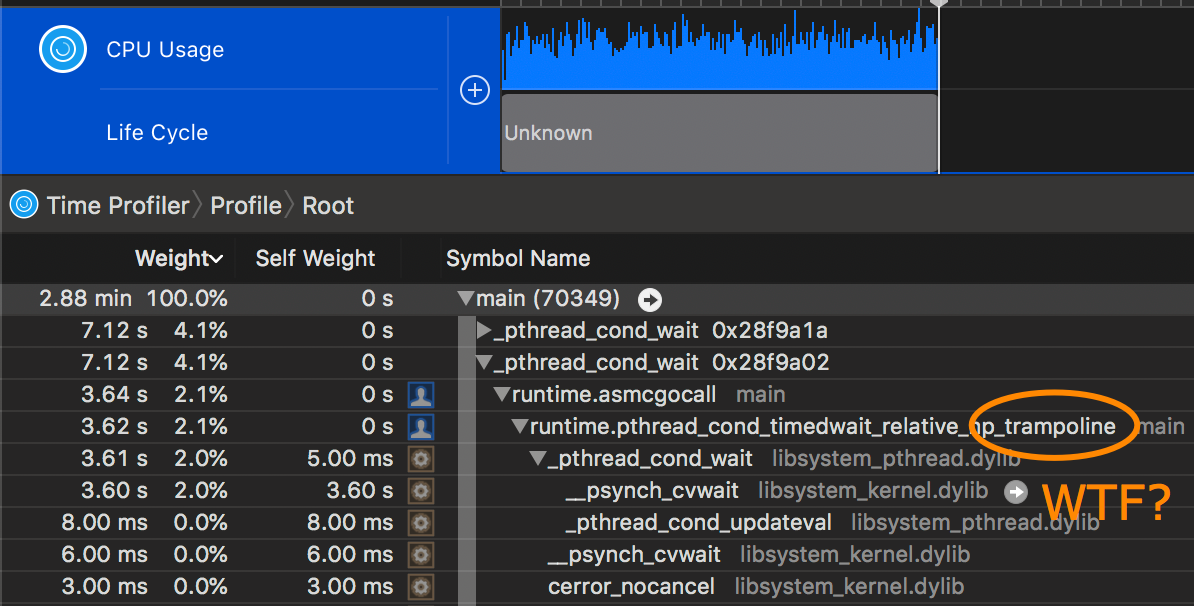 CPU Usage
Life Cycle
Unknown
Time Profiler Profile Root
Weight Self Weight Symbol Name
2.88 min 100.0% 0 s main (70349)
7.12 s 4.1% 0 s _pthread_cond_wait 0x28f9a1a
7.12 s 4.1% 0 s _pthread_cond_wait 0x28f9a02
3.64 s 2.1% 0 s runtime.asmcgocall main
3.62 s 2.1% 0 s runtime.pthread_cond_timedwait_relative_np_trampoline main
3.61 s 2.0% 5.00 ms _pthread_cond_wait libsystem_pthread.dylib
3.60 s 2.0% 3.60 s __psynch_cvwait libsystem_kernel.dylib
WTF?
8.00 ms 0.0% 8.00 ms _pthread_cond_updateval libsystem_pthread.dylib
6.00 ms 0.0% 6.00 ms __psynch_cvwait libsystem_kernel.dylib
3.00 ms 0.0% 3.00 ms cerror_nocancel libsystem_kernel.dylib